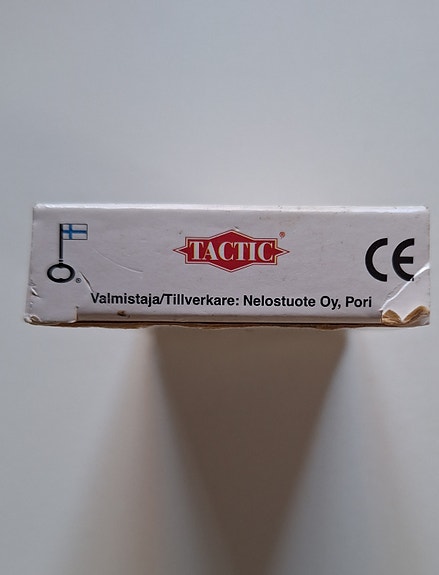 TACTIC®
CE
®
Valmistaja/Tillverkare: Nelostuote Oy, Pori